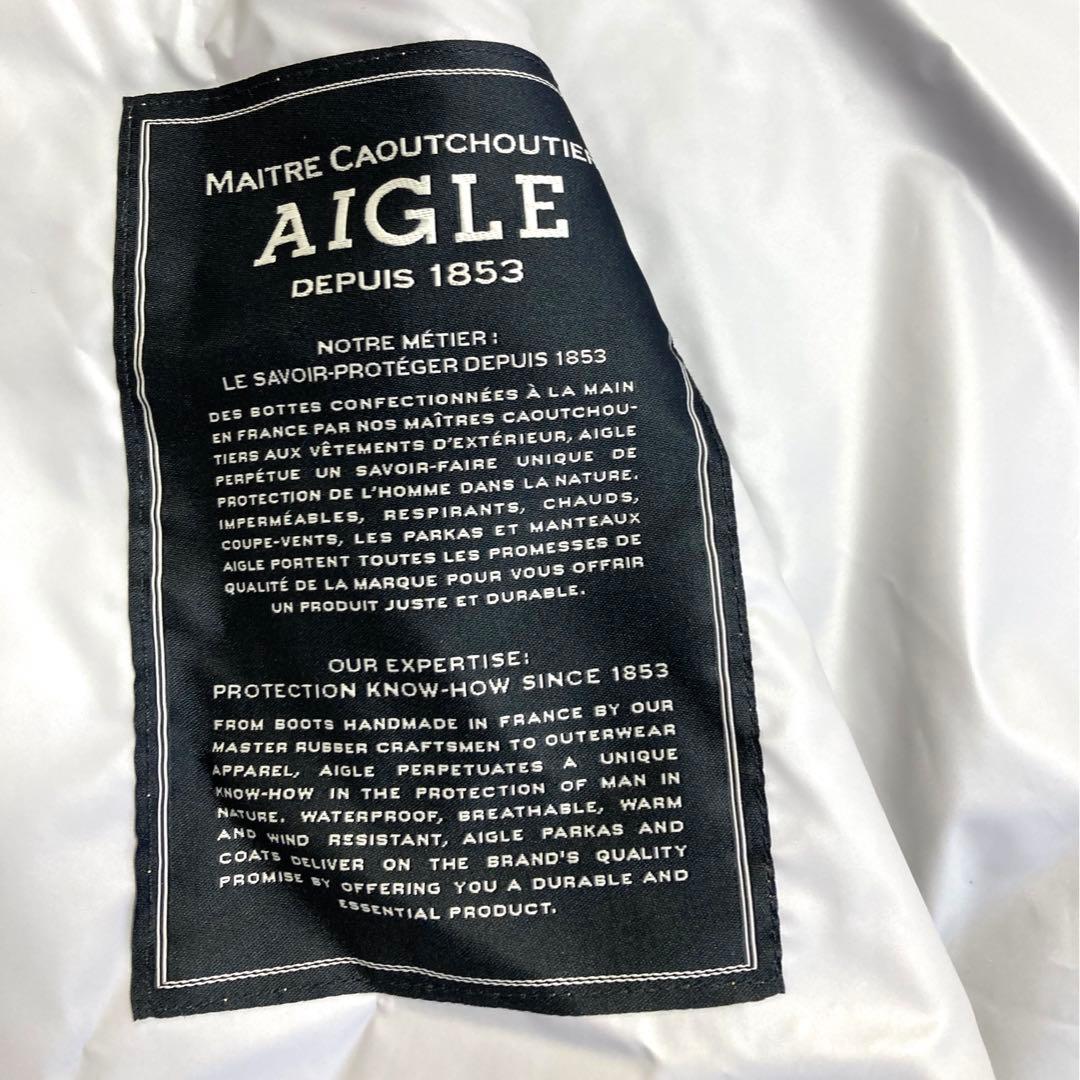 MAITRE CAOUTCHOUTIER
AIGLE
DEPUIS 1853
NOTRE MÉTIER :
LE SAVOIR-PROTÉGER DEPUIS 1853
DES BOTTES CONFECTIONNÉES À LA MAIN
EN FRANCE PAR NOS MAÎTRES CAOUTCHOU-
TIERS AUX VÊTEMENTS D'EXTÉRIEUR, AIGLE
PERPÉTUE UN SAVOIR-FAIRE UNIQUE DE
PROTECTION DE L'HOMME DANS LA NATURE.
IMPERMÉABLES, RESPIRANTS, CHAUDS,
COUPE-VENTS, LES PARKAS ET MANTEAUX
AIGLE PORTENT TOUTES LES PROMESSES DE
QUALITÉ DE LA MARQUE POUR VOUS OFFRIR
UN PRODUIT JUSTE ET DURABLE.
OUR EXPERTISE:
PROTECTION KNOW-HOW SINCE 1853
FROM BOOTS HANDMADE IN FRANCE BY OUR
MASTER RUBBER CRAFTSMEN TO OUTERWEAR
APPAREL, AIGLE PERPETUATES A UNIQUE
KNOW-HOW IN THE PROTECTION OF MAN IN
NATURE. WATERPROOF, BREATHABLE, WARM
AND WIND RESISTANT, AIGLE PARKAS AND
COATS DELIVER ON THE BRAND'S QUALITY
PROMISE BY OFFERING YOU A DURABLE AND
ESSENTIAL PRODUCT.